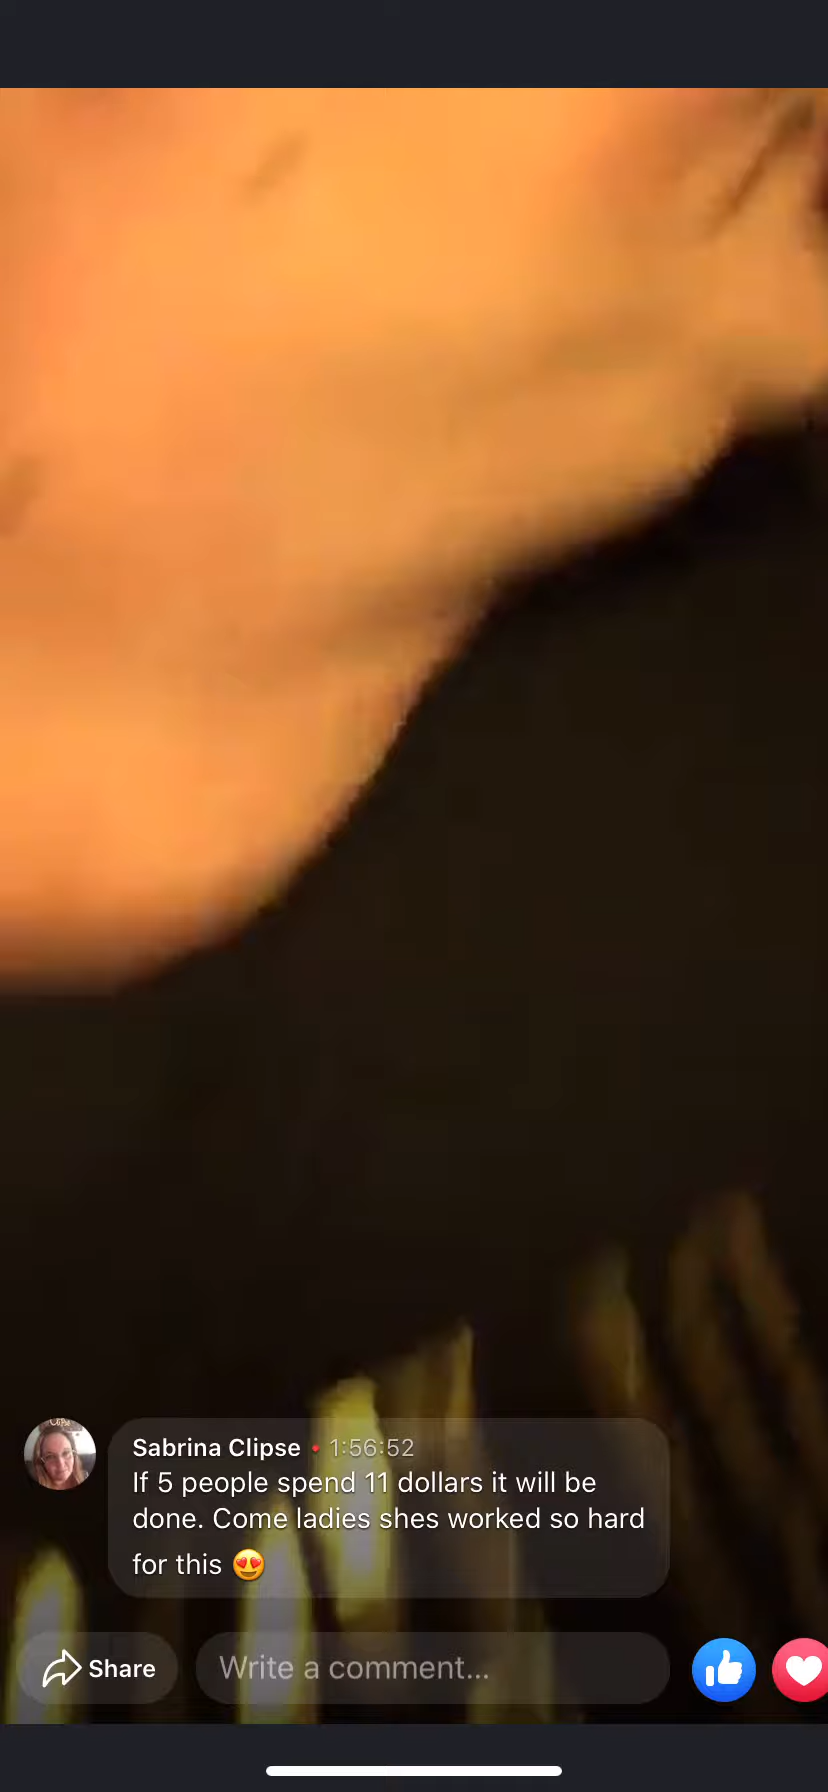 Sabrina Clipse • 1:56:52
If 5 people spend 11 dollars it will be
done. Come ladies shes worked so hard
for this 😍
Share
Write a comment...